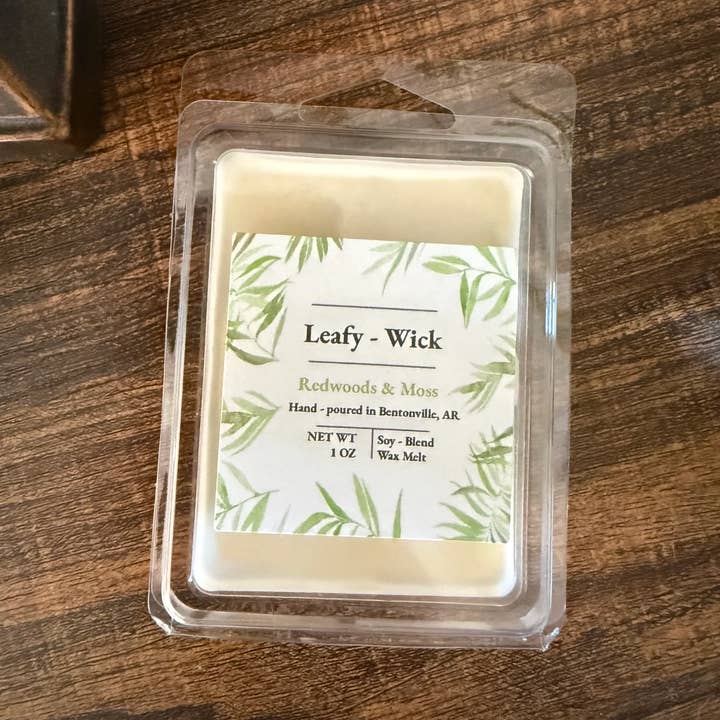 Leafy - Wick
Redwoods & Moss
Hand - poured in Bentonville, AR
NET WT
1 OZ
Soy - Blend
Wax Melt